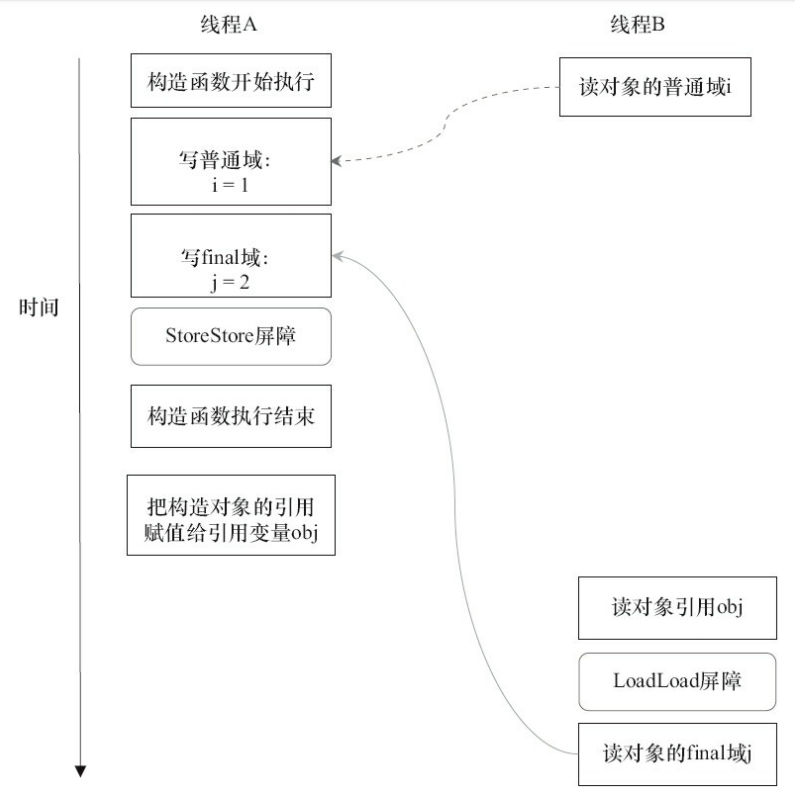 线程A
线程B
构造函数开始执行
读对象的普通域i
写普通域:
i = 1
写final域:
j = 2
时间
StoreStore屏障
构造函数执行结束
把构造对象的引用
赋值给引用变量obj
读对象引用obj
LoadLoad屏障
读对象的final域j